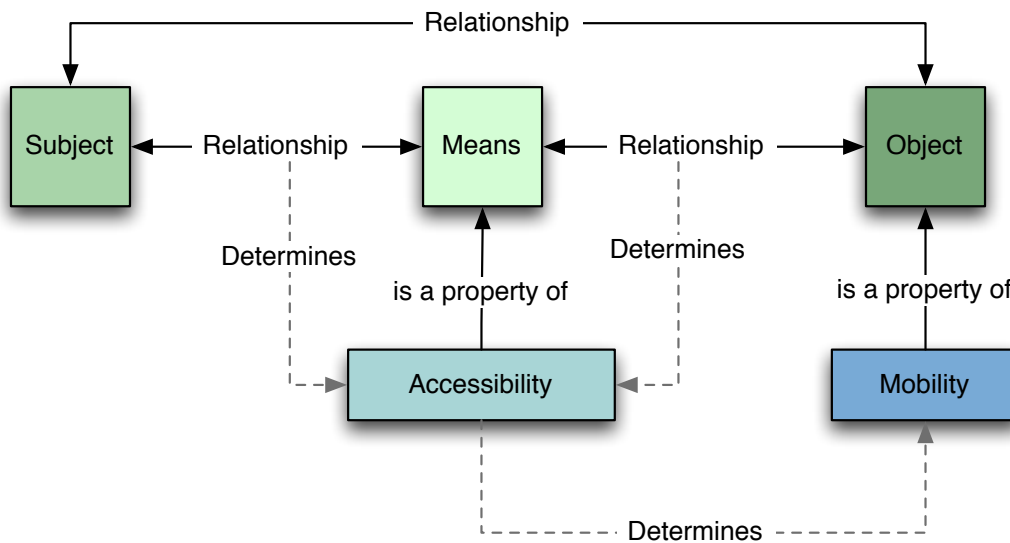 Relationship
Subject
Relationship
Means
Relationship
Object
Determines
Determines
is a property of
is a property of
Accessibility
Mobility
Determines